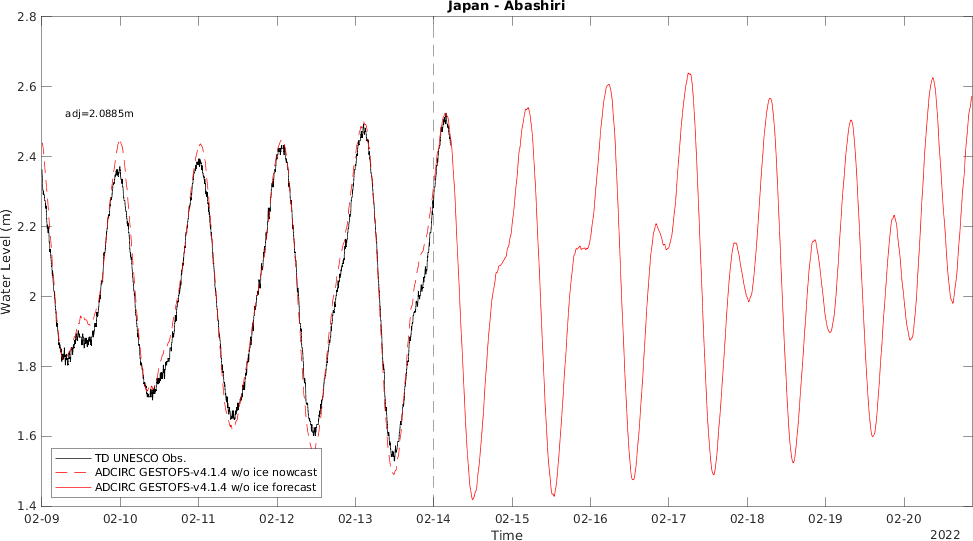 Japan - Abashiri
2.8
2.6
2.4
2.2
2
1.8
1.6
1.4
Water Level (m)
adj=2.0885m
TD UNESCO Obs.
ADCIRC GESTOFS-v4.1.4 w/o ice nowcast
ADCIRC GESTOFS-v4.1.4 w/o ice forecast
02-09 02-10 02-11 02-12 02-13 02-14 02-15 02-16 02-17 02-18 02-19 02-20
Time
2022